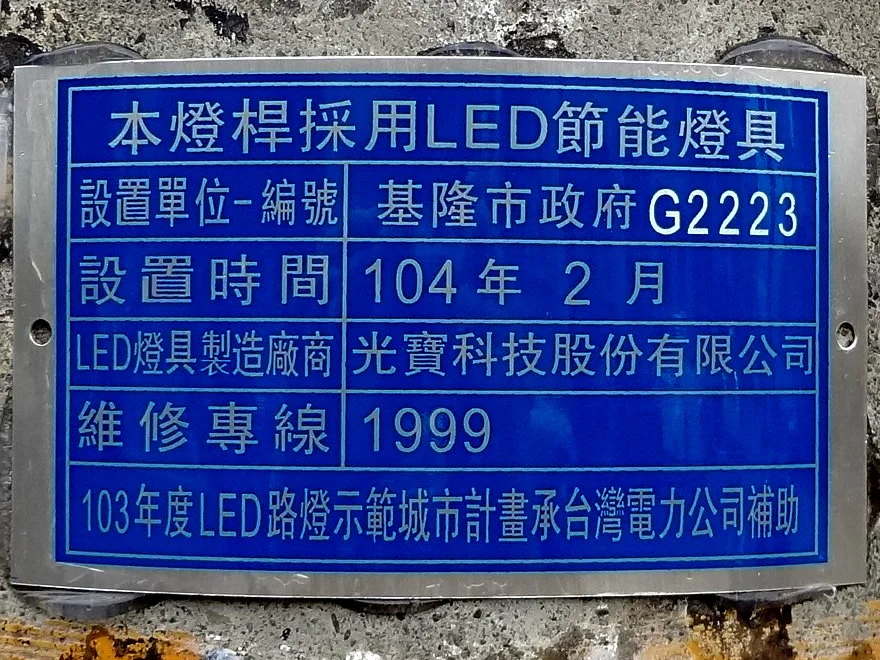 本燈桿採用LED節能燈具
設置單位-編號 基隆市政府 G2223
設置時間 104年 2 月
LED燈具製造廠商 光寶科技股份有限公司
維修專線 1999
103年度LED路燈示範城市計畫承台灣電力公司補助